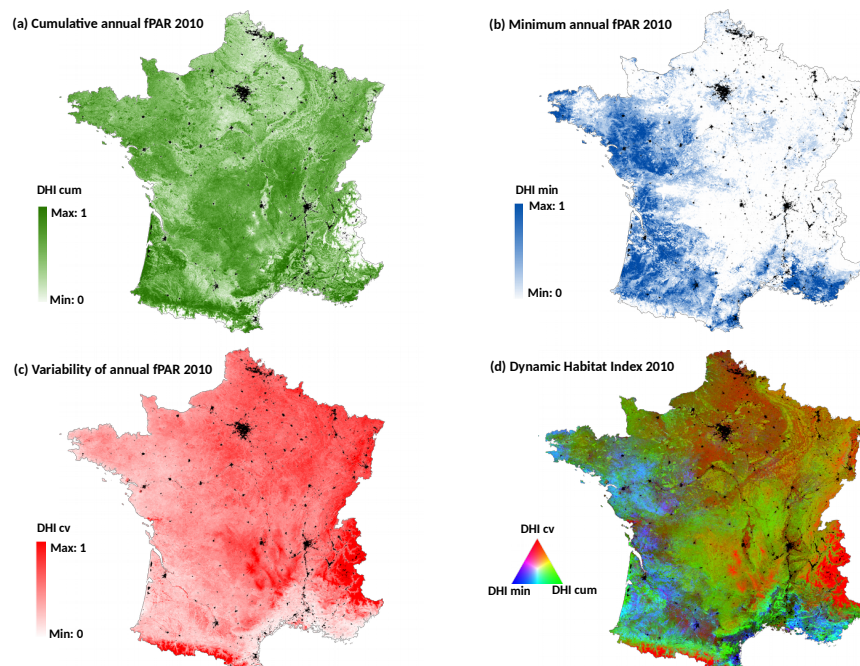 (a) Cumulative annual fPAR 2010
DHI cum
Max: 1
Min: 0
(b) Minimum annual fPAR 2010
DHI min
Max: 1
Min: 0
(c) Variability of annual fPAR 2010
DHI cv
Max: 1
Min: 0
(d) Dynamic Habitat Index 2010
DHI cv
DHI min
DHI cum